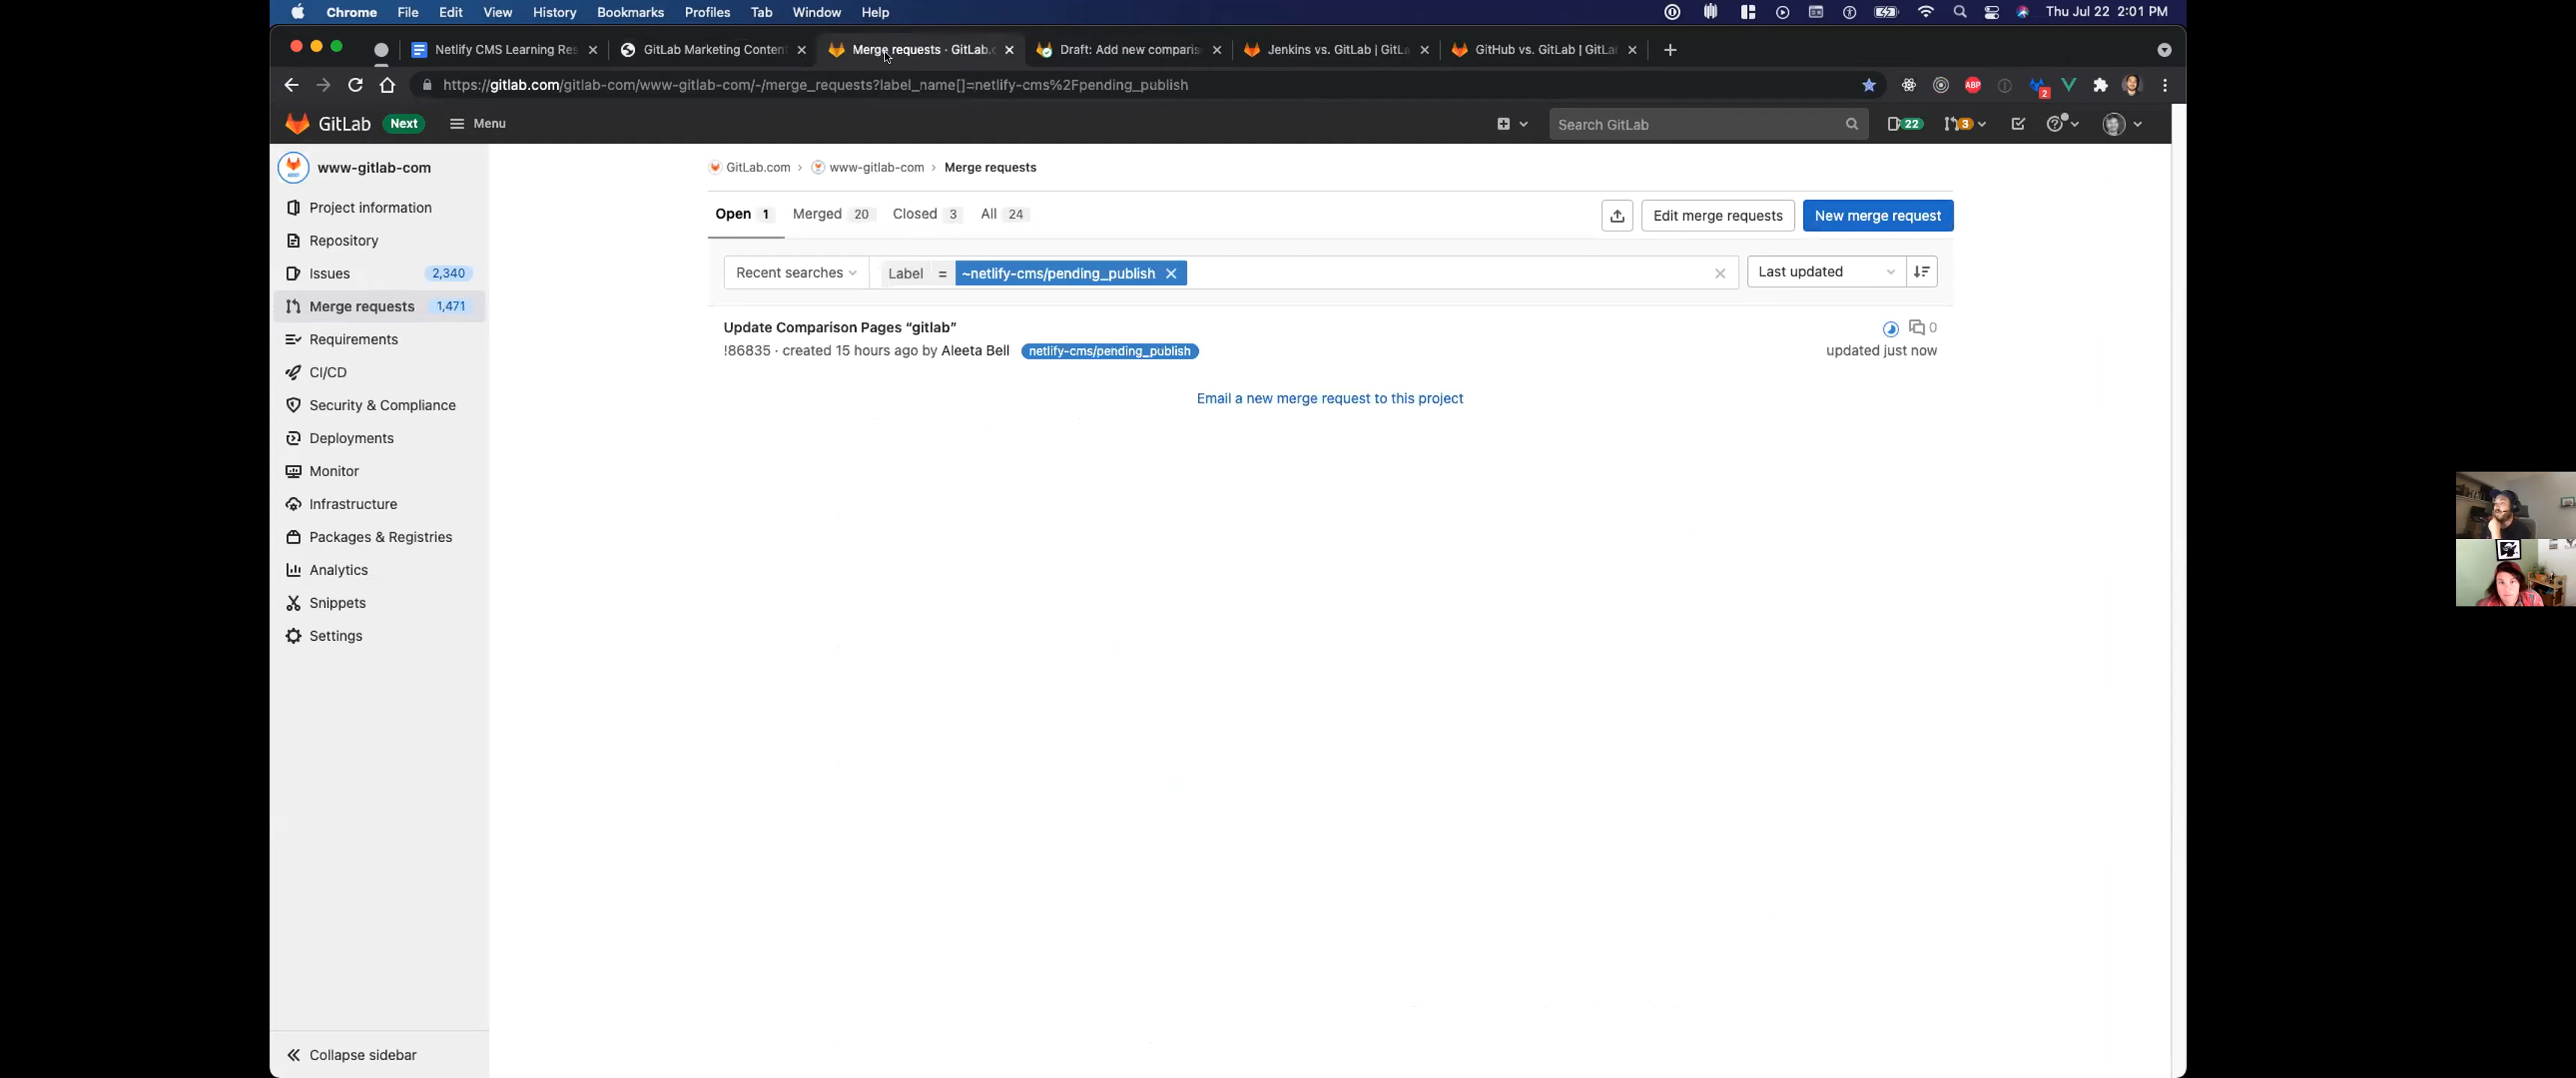 Chrome File Edit View History Bookmarks Profiles Tab Window Help Thu Jul 22 2:01 PM
Netlify CMS Learning Res GitLab Marketing Content Merge requests · GitLab.c Draft: Add new comparis Jenkins vs. GitLab | GitLa GitHub vs. GitLab | GitLa
https://gitlab.com/gitlab-com/www-gitlab-com/-/merge_requests?label_name[]=netlify-cms%2Fpending_publish ABP 2
GitLab Next Menu Search GitLab 22 3
www-gitlab-com
Project information
Repository
Issues 2,340
Merge requests 1,471
Requirements
CI/CD
Security & Compliance
Deployments
Monitor
Infrastructure
Packages & Registries
Analytics
Snippets
Settings
Collapse sidebar
GitLab.com › www-gitlab-com › Merge requests
Open 1 Merged 20 Closed 3 All 24 Edit merge requests New merge request
Recent searches Label = ~netlify-cms/pending_publish Last updated
Update Comparison Pages “gitlab” 0
!86835 · created 15 hours ago by Aleeta Bell netlify-cms/pending_publish updated just now
Email a new merge request to this project